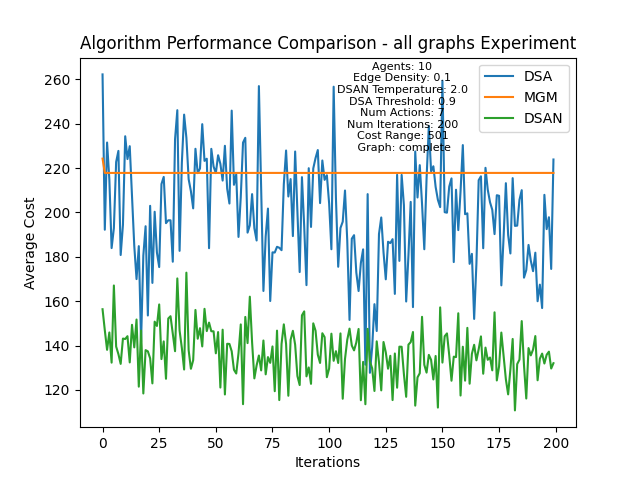 Algorithm Performance Comparison - all graphs Experiment
Agents: 10
Edge Density: 0.1
DSAN Temperature: 2.0
DSA Threshold: 0.9
Num Actions: 7
Num Iterations: 200
Cost Range: 501
Graph: complete
DSA
MGM
DSAN
Average Cost
260
240
220
200
180
160
140
120
0 25 50 75 100 125 150 175 200
Iterations